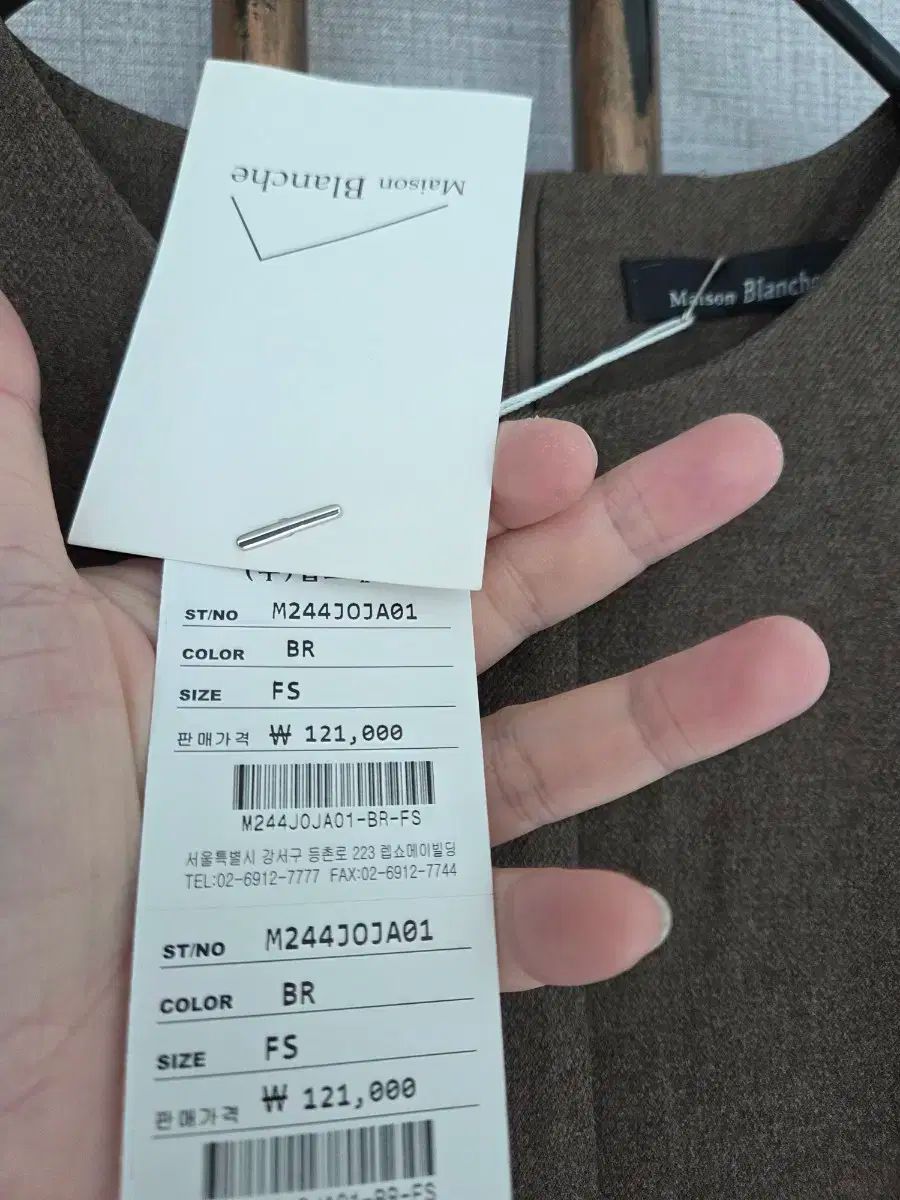 Maison Blanche
Maison Blanche
ST/NO M244JOJA01
COLOR BR
SIZE FS
판매가격 ₩ 121,000
M244JOJA01-BR-FS
서울특별시 강서구 등촌로 223 렙쇼메이빌딩
TEL:02-6912-7777 FAX:02-6912-7744
ST/NO M244JOJA01
COLOR BR
SIZE FS
판매가격 ₩ 121,000